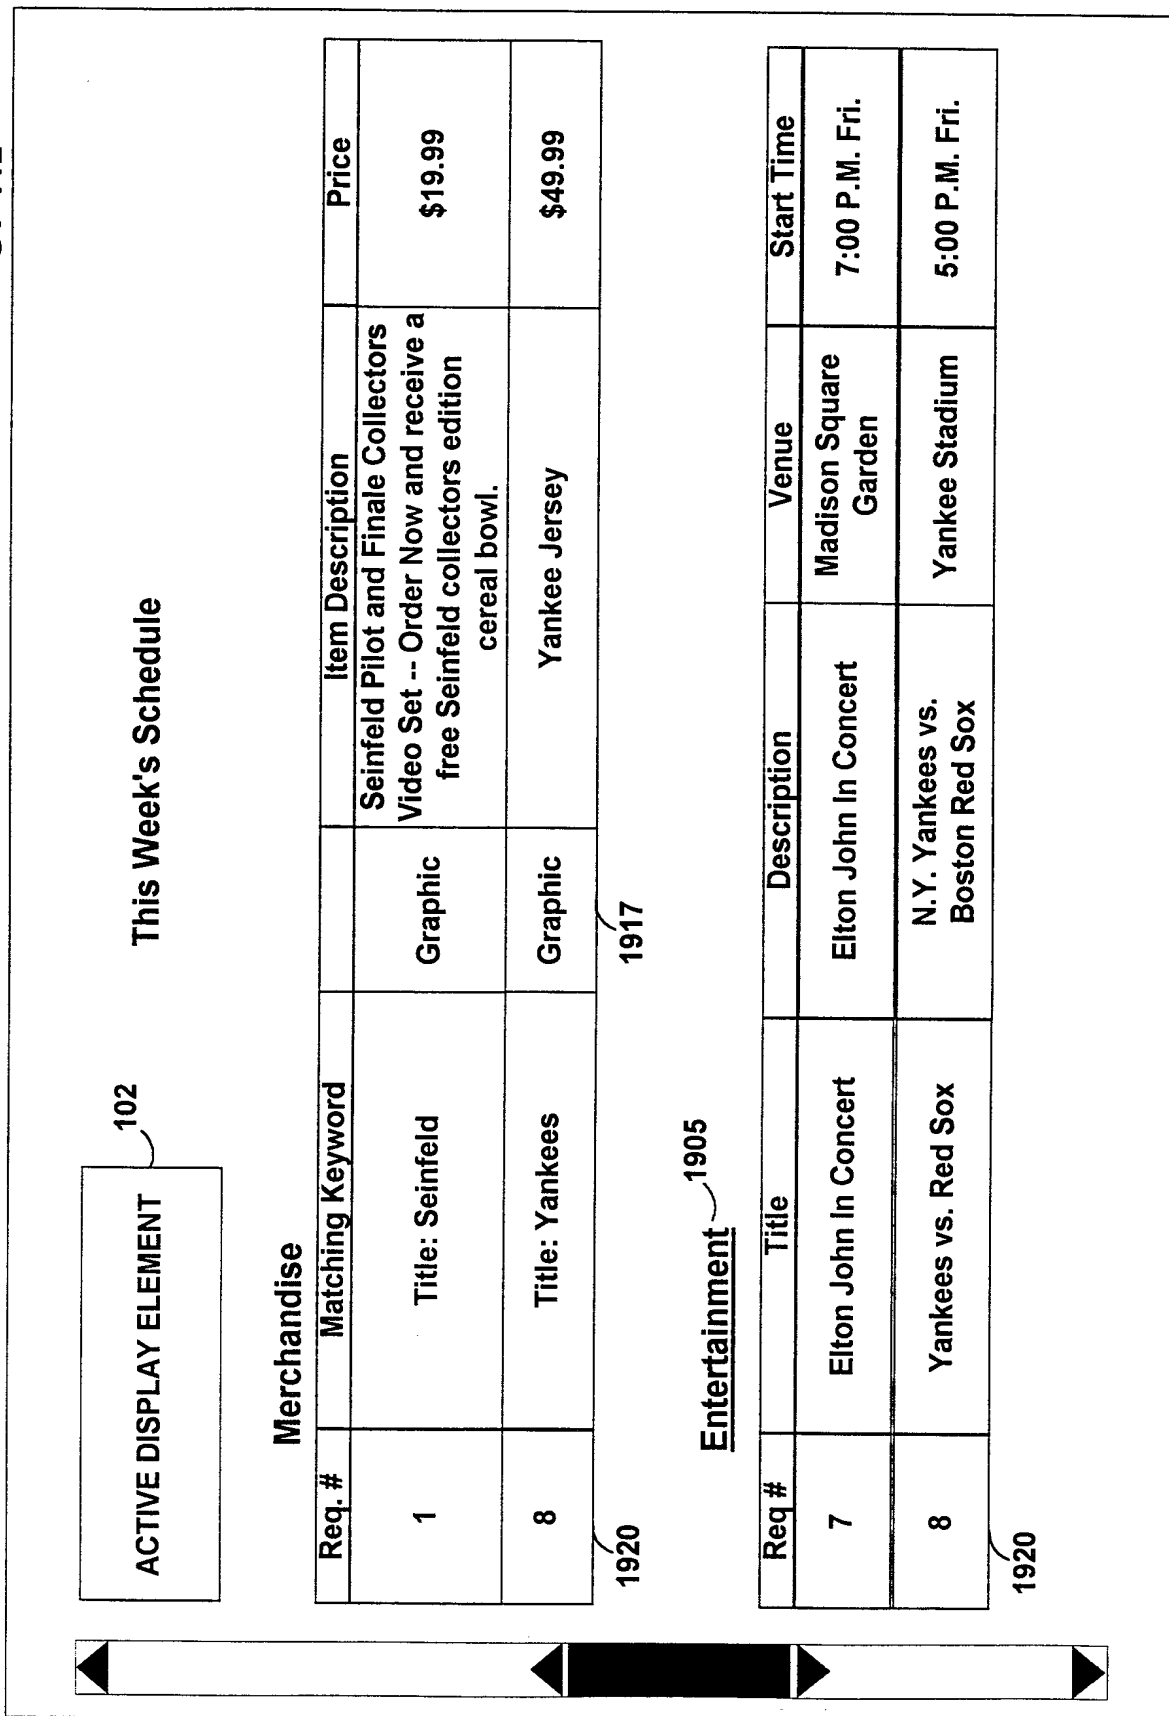 102
ACTIVE DISPLAY ELEMENT
This Week's Schedule
Merchandise
Req. # Matching Keyword Item Description Price
1 Title: Seinfeld Graphic Seinfeld Pilot and Finale Collectors
Video Set -- Order Now and receive a
free Seinfeld collectors edition
cereal bowl. $19.99
8 Title: Yankees Graphic Yankee Jersey $49.99
1920 1917
Entertainment 1905
Req # Title Description Venue Start Time
7 Elton John In Concert Elton John In Concert Madison Square
Garden 7:00 P.M. Fri.
8 Yankees vs. Red Sox N.Y. Yankees vs.
Boston Red Sox Yankee Stadium 5:00 P.M. Fri.
1920